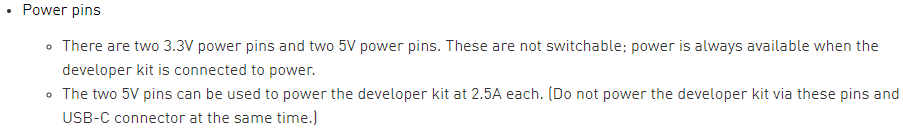 • Power pins
◦ There are two 3.3V power pins and two 5V power pins. These are not switchable; power is always available when the
developer kit is connected to power.
◦ The two 5V pins can be used to power the developer kit at 2.5A each. (Do not power the developer kit via these pins and
USB-C connector at the same time.)